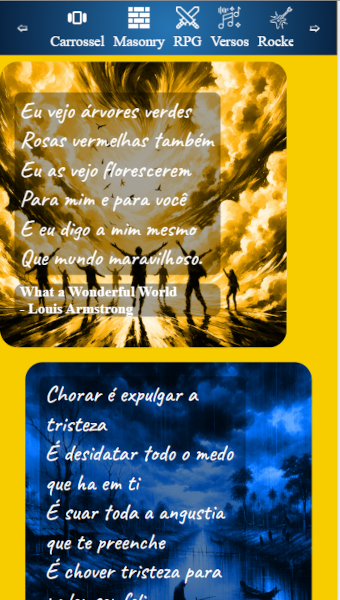 ⇦ Carrossel Masonry RPG Versos Rocke ⇨
Eu vejo árvores verdes
Rosas vermelhas também
Eu as vejo florescerem
Para mim e para você
E eu digo a mim mesmo
Que mundo maravilhoso.
What a Wonderful World
- Louis Armstrong
Chorar é expulgar a
tristeza
É desidatar todo o medo
que ha em ti
É suar toda a angustia
que te preenche
É chover tristeza para